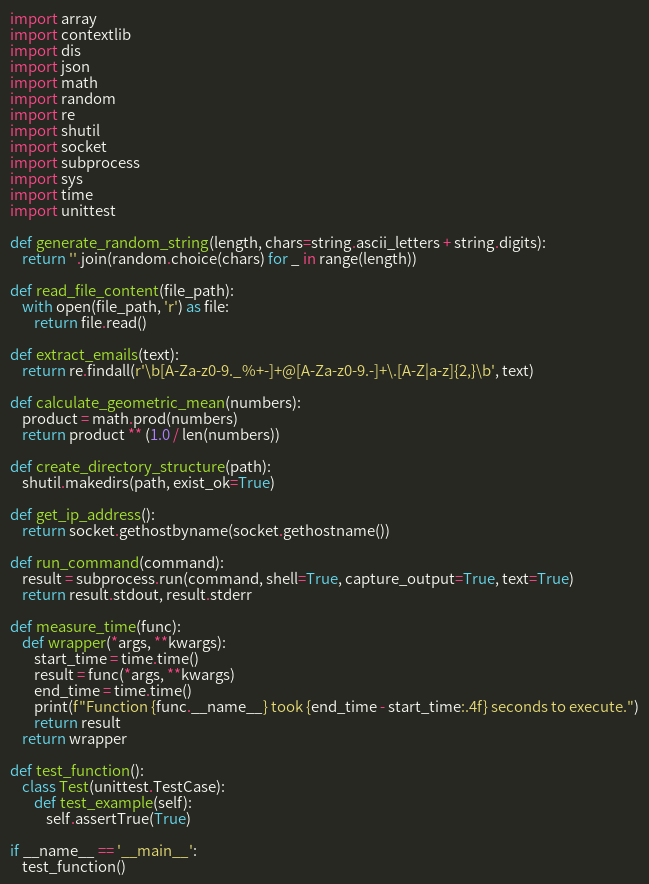 import array
import contextlib
import dis
import json
import math
import random
import re
import shutil
import socket
import subprocess
import sys
import time
import unittest

def generate_random_string(length, chars=string.ascii_letters + string.digits):
    return ''.join(random.choice(chars) for _ in range(length))

def read_file_content(file_path):
    with open(file_path, 'r') as file:
        return file.read()

def extract_emails(text):
    return re.findall(r'\b[A-Za-z0-9._%+-]+@[A-Za-z0-9.-]+\.[A-Z|a-z]{2,}\b', text)

def calculate_geometric_mean(numbers):
    product = math.prod(numbers)
    return product ** (1.0 / len(numbers))

def create_directory_structure(path):
    shutil.makedirs(path, exist_ok=True)

def get_ip_address():
    return socket.gethostbyname(socket.gethostname())

def run_command(command):
    result = subprocess.run(command, shell=True, capture_output=True, text=True)
    return result.stdout, result.stderr

def measure_time(func):
    def wrapper(*args, **kwargs):
        start_time = time.time()
        result = func(*args, **kwargs)
        end_time = time.time()
        print(f"Function {func.__name__} took {end_time - start_time:.4f} seconds to execute.")
        return result
    return wrapper

def test_function():
    class Test(unittest.TestCase):
        def test_example(self):
            self.assertTrue(True)

if __name__ == '__main__':
    test_function()